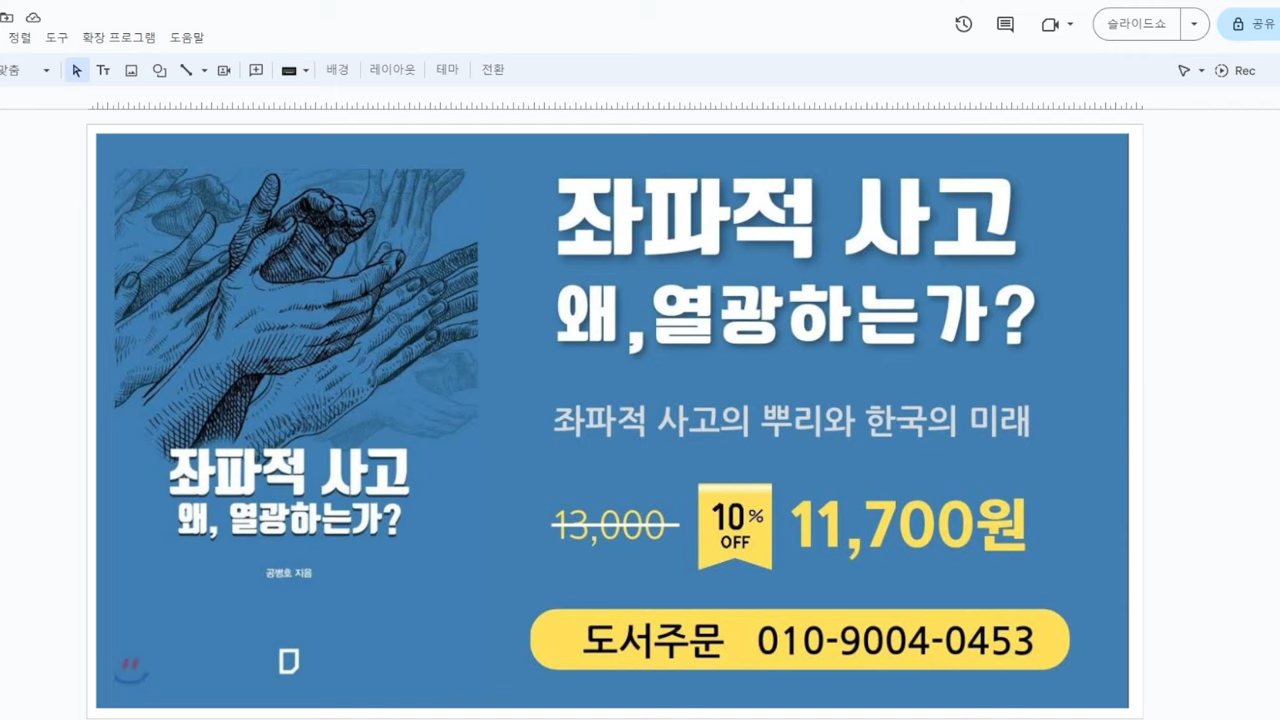 정렬 도구 확장 프로그램 도움말
슬라이드쇼 공유
맞춤 배경 레이아웃 테마 전환 Rec
좌파적 사고
왜, 열광하는가?
좌파적 사고의 뿌리와 한국의 미래
13,000 10% OFF 11,700원
도서주문 010-9004-0453
좌파적 사고
왜, 열광하는가?
공병호 지음